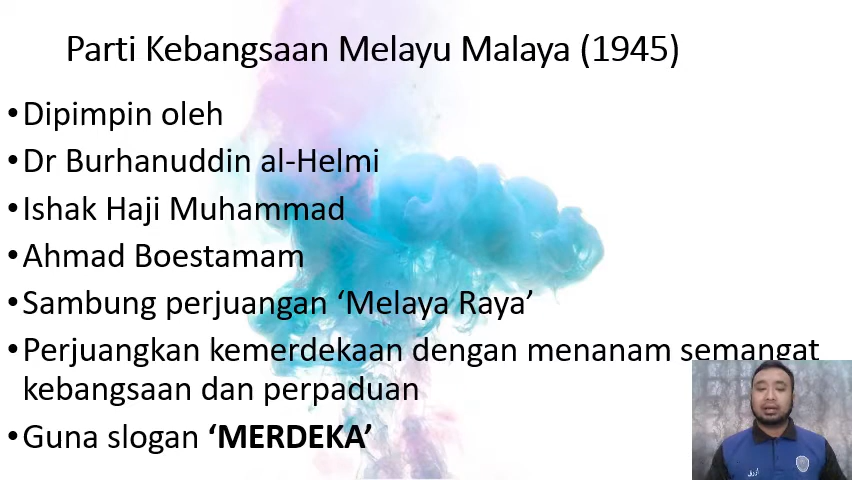 Parti Kebangsaan Melayu Malaya (1945)
•Dipimpin oleh
•Dr Burhanuddin al-Helmi
•Ishak Haji Muhammad
•Ahmad Boestamam
•Sambung perjuangan ‘Melaya Raya’
•Perjuangkan kemerdekaan dengan menanam semangat
kebangsaan dan perpaduan
•Guna slogan ‘MERDEKA’